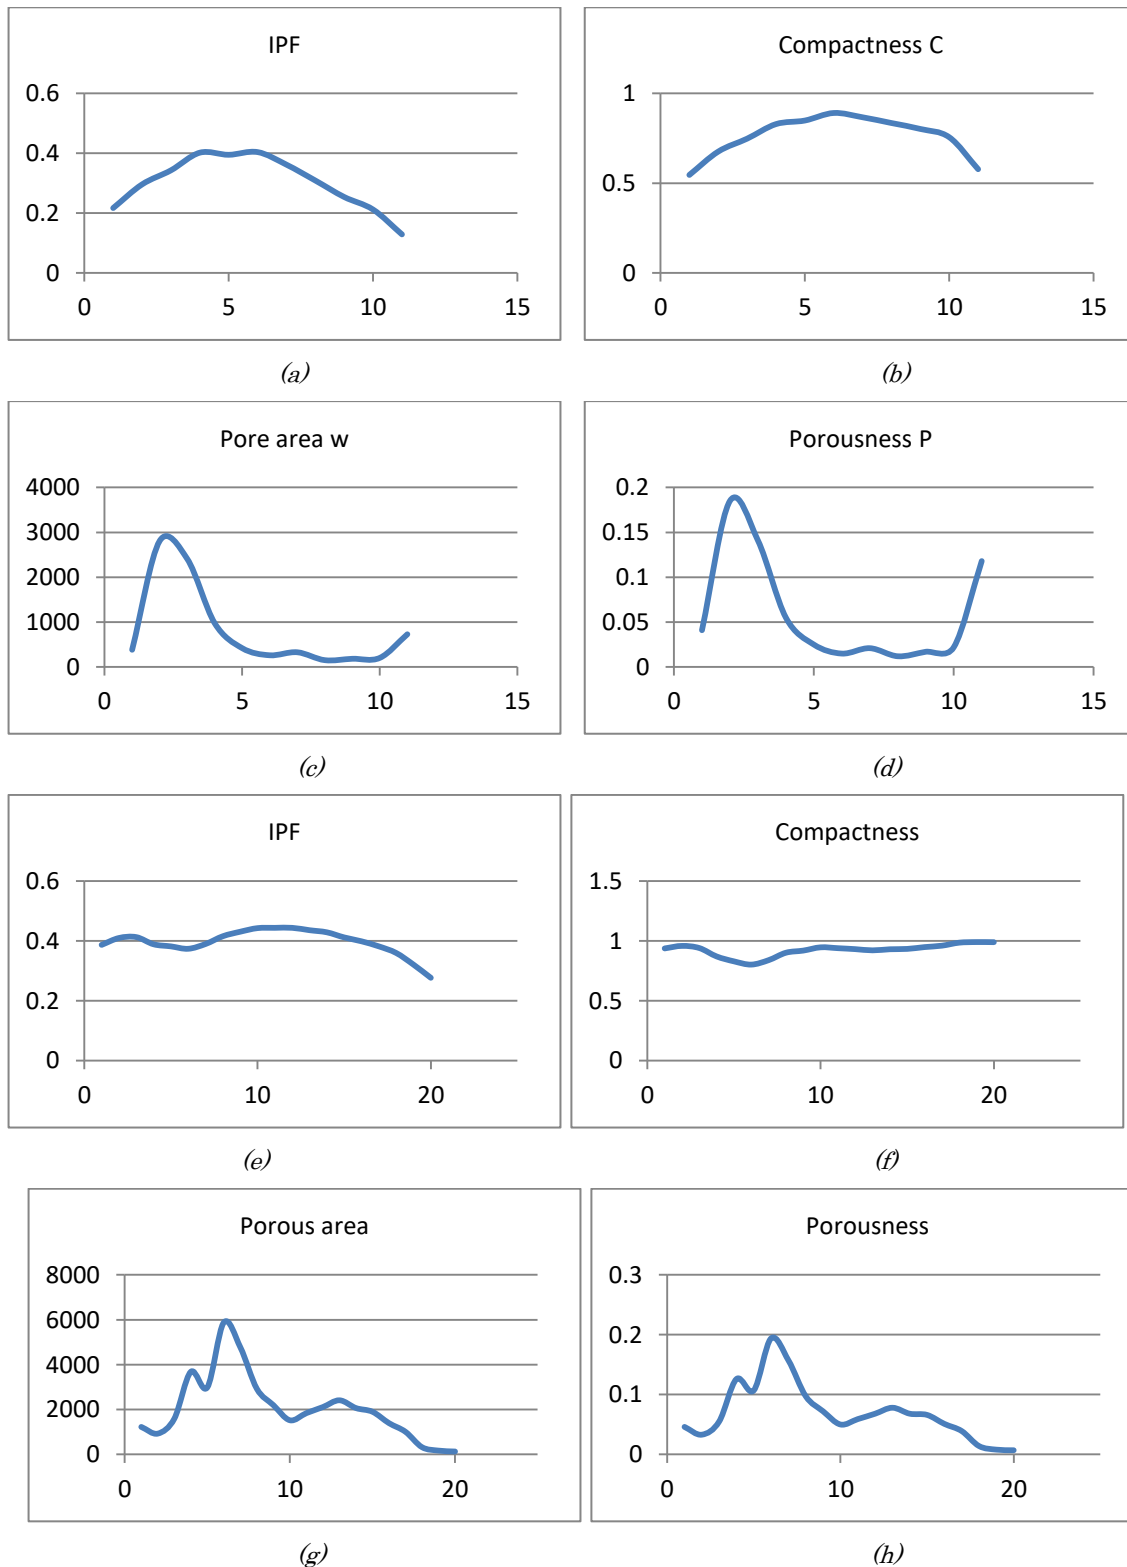 IPF
0.6
0.4
0.2
0
0 5 10 15
(a)
Compactness C
1
0.5
0
0 5 10 15
(b)
Pore area w
4000
3000
2000
1000
0
0 5 10 15
(c)
Porousness P
0.2
0.15
0.1
0.05
0
0 5 10 15
(d)
IPF
0.6
0.4
0.2
0
0 10 20
(e)
Compactness
1.5
1
0.5
0
0 10 20
(f)
Porous area
8000
6000
4000
2000
0
0 10 20
(g)
Porousness
0.3
0.2
0.1
0
0 10 20
(h)